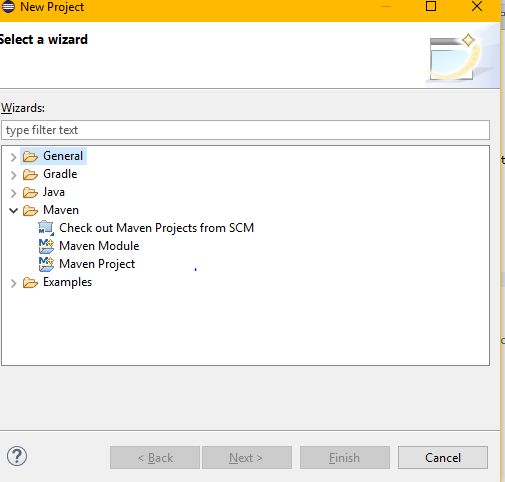 New Project
Select a wizard
Wizards:
type filter text
General
Gradle
Java
Maven
Check out Maven Projects from SCM
Maven Module
Maven Project
Examples
?
< Back
Next >
Finish
Cancel